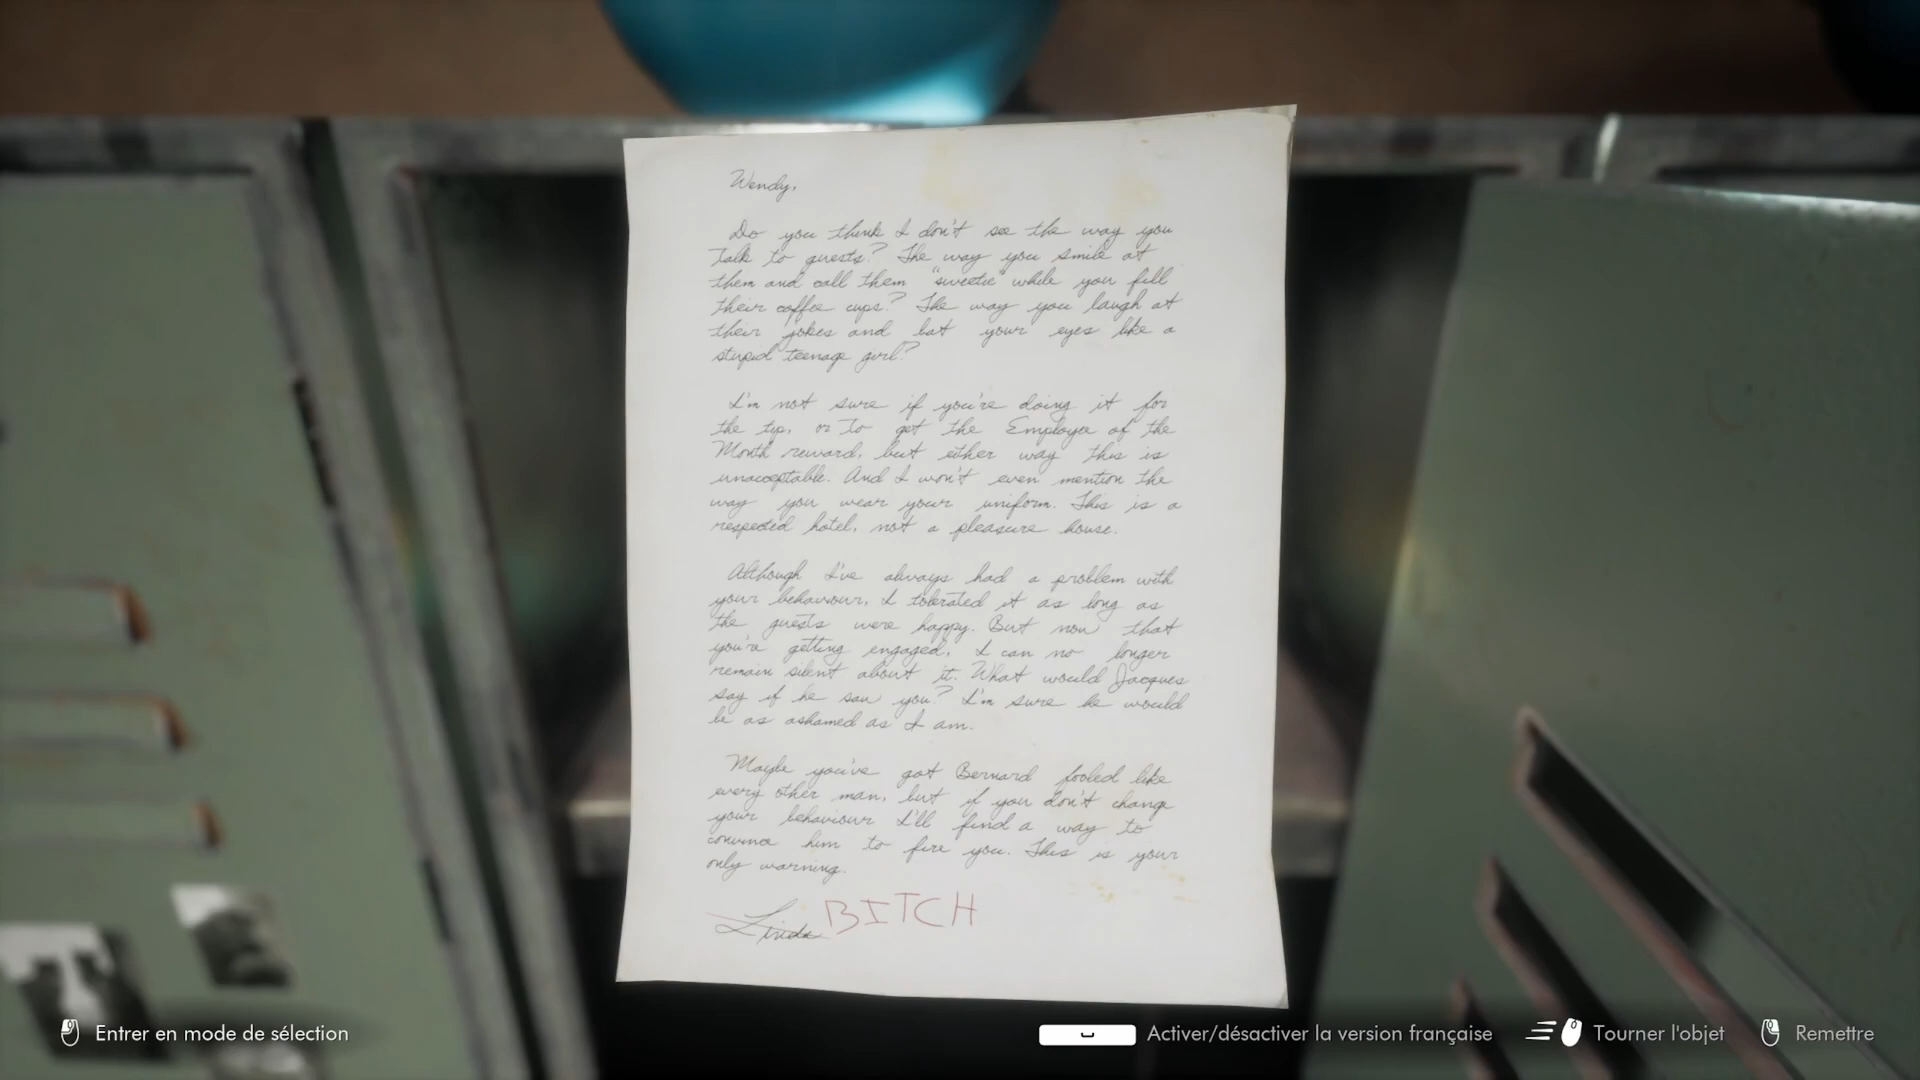 Wendy,
Do you think I don't see the way you
talk to guests? The way you smile at
them and call them "sweetie" while you fill
their coffee cups? The way you laugh at
their jokes and bat your eyes like a
stupid teenage girl?
I'm not sure if you're doing it for
the tip, or to get the Employee of the
Month reward, but either way this is
unacceptable. And I won't even mention the
way you wear your uniform. This is a
respected hotel, not a pleasure house.
Although I've always had a problem with
your behaviour, I tolerated it as long as
the guests were happy. But now that
you're getting engaged, I can no longer
remain silent about it. What would Jacques
say if he saw you? I'm sure he would
be as ashamed as I am.
Maybe you've got Bernard fooled like
every other man, but if you don't change
your behaviour I'll find a way to
convince him to fire you. This is your
only warning.
Linda BITCH
Entrer en mode de sélection
Activer/désactiver la version française
Tourner l'objet
Remettre